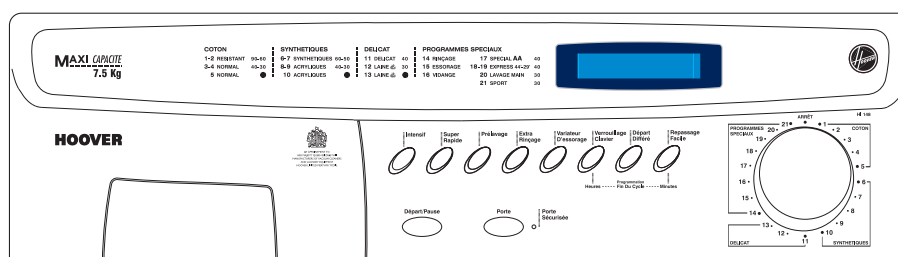 MAXI CAPACITE
7.5 Kg
COTON
1-2 RESISTANT 90-60
3-4 NORMAL 60-30
5 NORMAL
SYNTHETIQUES
6-7 SYNTHETIQUES 60-50
8-9 ACRYLIQUES 40-30
10 ACRYLIQUES
DELICAT
11 DELICAT 40
12 LAINE 30
13 LAINE
PROGRAMMES SPECIAUX
14 RINÇAGE
15 ESSORAGE
16 VIDANGE
17 SPECIAL AA 40
18-19 EXPRESS 44-29' 40
20 LAVAGE MAIN 30
21 SPORT 30
HOOVER
HOOVER
Intensif
Super Rapide
Prélavage
Extra Rinçage
Variateur D'essorage
Verrouillage Clavier
Départ Différé
Repassage Facile
Heures
Programmation
Fin Du Cycle
Minutes
Départ/Pause
Porte
Porte Sécurisée
ARRÊT
H 148
PROGRAMMES SPECIAUX
COTON
1
2
3
4
5
6
7
8
9
10
11
12
13
14
15
16
17
18
19
20
21
DELICAT
SYNTHETIQUES